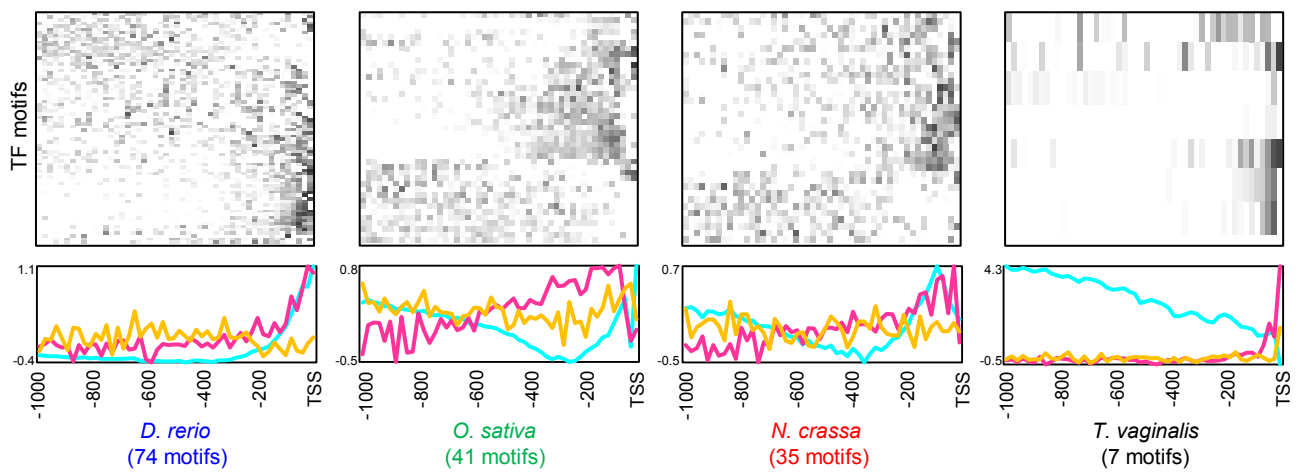 TF motifs
1.1
-0.4
-1000
-800
-600
-400
-200
TSS
D. rerio
(74 motifs)
0.8
-0.5
-1000
-800
-600
-400
-200
TSS
O. sativa
(41 motifs)
0.7
-0.5
-1000
-800
-600
-400
-200
TSS
N. crassa
(35 motifs)
4.3
-0.5
-1000
-800
-600
-400
-200
TSS
T. vaginalis
(7 motifs)